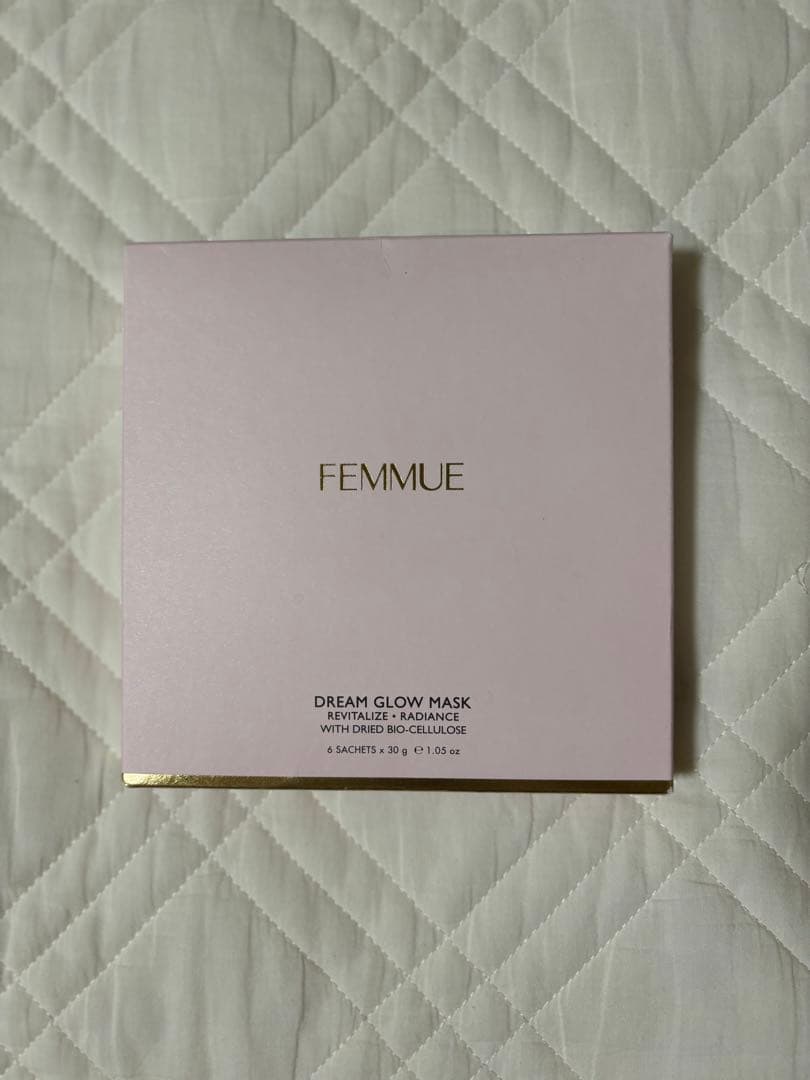 FEMMUE
DREAM GLOW MASK
REVITALIZE • RADIANCE
WITH DRIED BIO-CELLULOSE
6 SACHETS x 30 g ℮ 1.05 oz